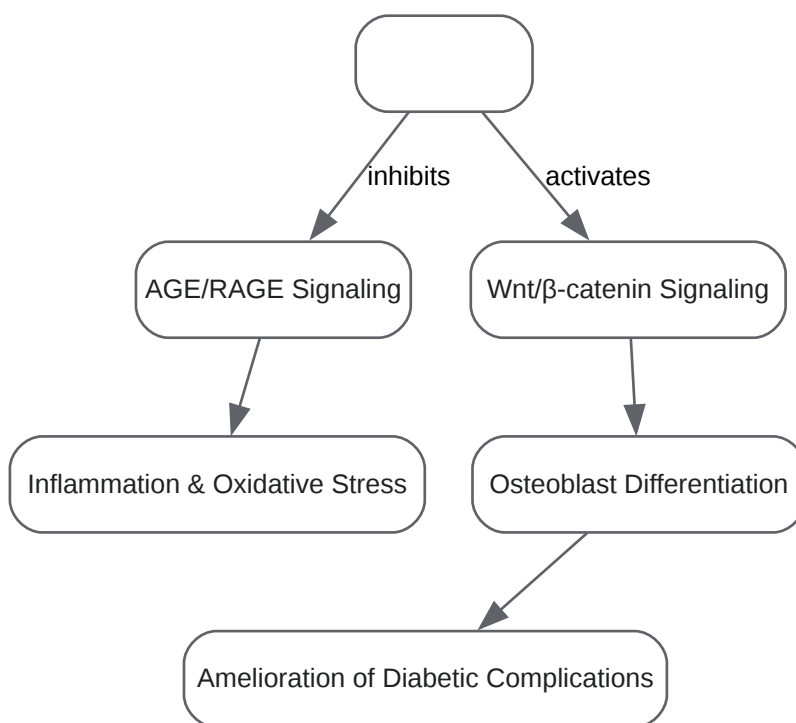 inhibits
activates
AGE/RAGE Signaling
Wnt/β-catenin Signaling
Inflammation & Oxidative Stress
Osteoblast Differentiation
Amelioration of Diabetic Complications